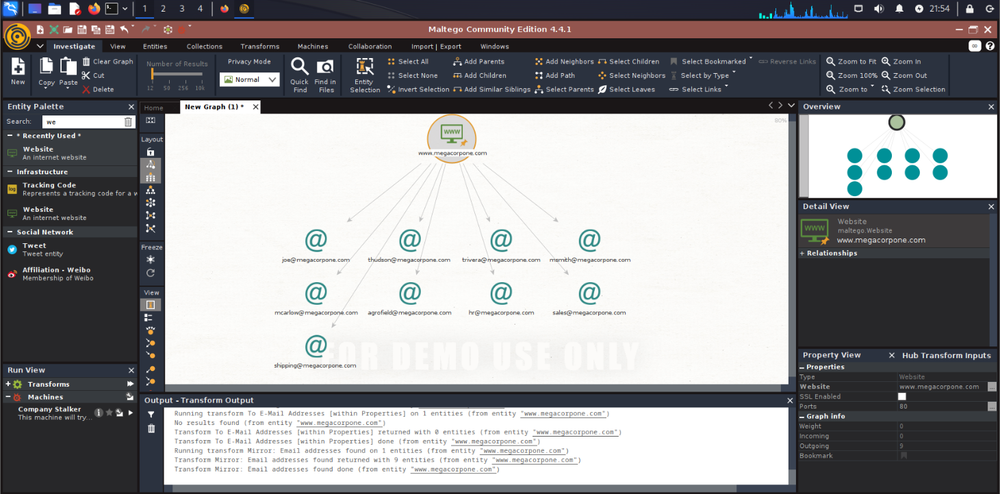 1 2 3 4 21:54
Maltego Community Edition 4.4.1
Investigate View Entities Collections Transforms Machines Collaboration Import | Export Windows
New
Copy Paste
Clear Graph
Cut
Delete
Number of Results
12 50 256 10k
Privacy Mode
Normal
Quick Find
Find in Files
Entity Selection
Select All
Select None
Invert Selection
Add Parents
Add Children
Add Similar Siblings
Add Neighbors
Add Path
Select Parents
Select Children
Select Neighbors
Select Leaves
Select Bookmarked
Select by Type
Select Links
Reverse Links
Zoom to Fit
Zoom 100%
Zoom to
Zoom In
Zoom Out
Zoom Selection
Entity Palette
Search: we
* Recently Used *
Website
An internet website
Infrastructure
log
Tracking Code
Represents a tracking code for a w
Website
An internet website
Social Network
Tweet
Tweet entity
Affiliation - Weibo
Membership of Weibo
Run View
Transforms
Machines
Company Stalker
This machine will try...
Home New Graph (1) *
Layout
Freeze
View
80%
WWW
www.megacorpone.com
joe@megacorpone.com thudson@megacorpone.com trivera@megacorpone.com msmith@megacorpone.com
mcarlow@megacorpone.com agrofield@megacorpone.com hr@megacorpone.com sales@megacorpone.com
shipping@megacorpone.com
FOR DEMO USE ONLY
Output - Transform Output
Running transform To E-Mail Addresses [within Properties] on 1 entities (from entity "www.megacorpone.com")
No results found (from entity "www.megacorpone.com")
Transform To E-Mail Addresses [within Properties] returned with 0 entities (from entity "www.megacorpone.com")
Transform To E-Mail Addresses [within Properties] done (from entity "www.megacorpone.com")
Running transform Mirror: Email addresses found on 1 entities (from entity "www.megacorpone.com")
Transform Mirror: Email addresses found returned with 9 entities (from entity "www.megacorpone.com")
Transform Mirror: Email addresses found done (from entity "www.megacorpone.com")
Overview
Detail View
WWW
Website
maltego.Website
www.megacorpone.com
+ Relationships
Property View Hub Transform Inputs
Properties
Type Website
Website www.megacorpone.com
SSL Enabled
Ports 80
Graph info
Weight 0
Incoming 0
Outgoing 9
Bookmark